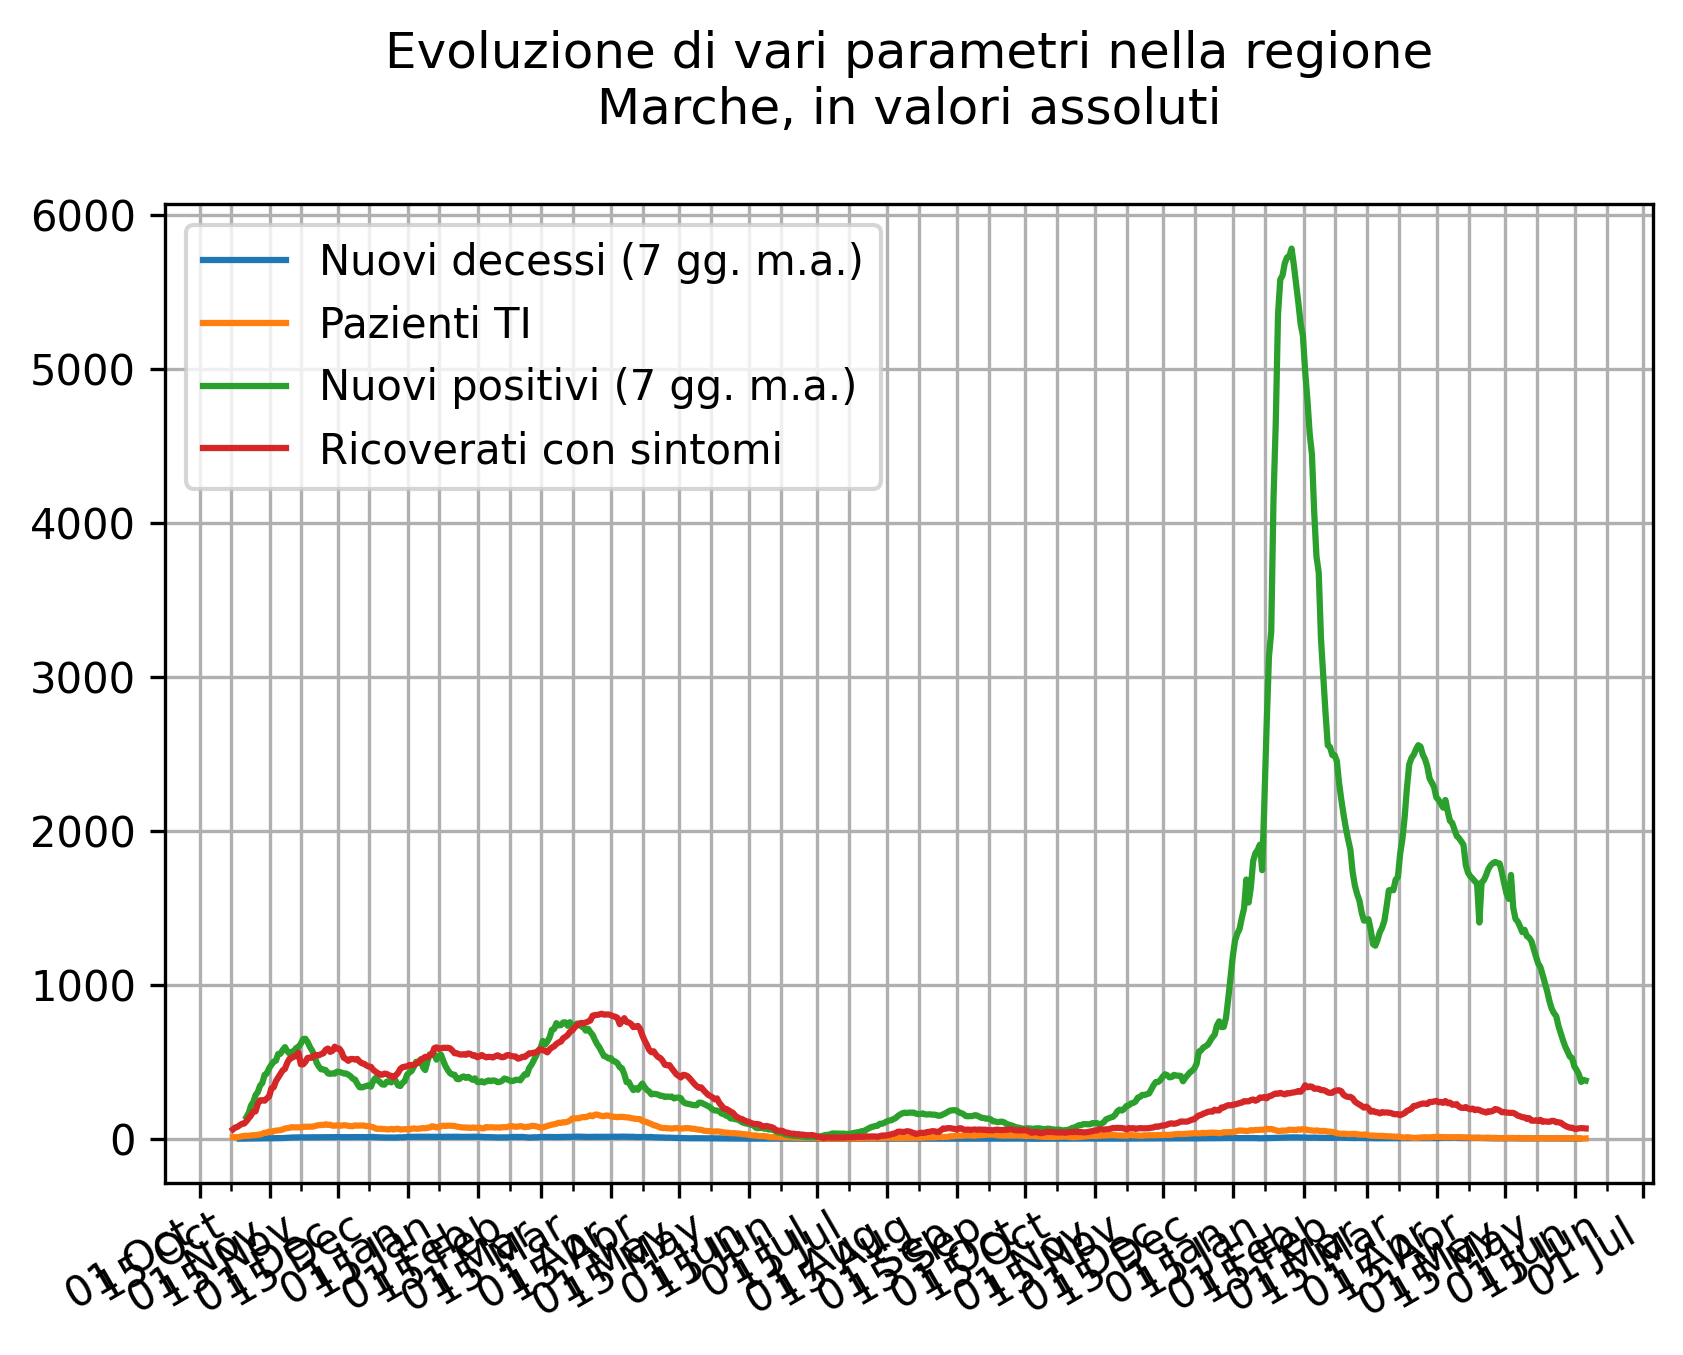 Evoluzione di vari parametri nella regione
Marche, in valori assoluti
6000
5000
4000
3000
2000
1000
0
Nuovi decessi (7 gg. m.a.)
Pazienti TI
Nuovi positivi (7 gg. m.a.)
Ricoverati con sintomi
01 Oct
15 Oct
01 Nov
15 Nov
01 Dec
15 Dec
01 Jan
15 Jan
01 Feb
15 Feb
01 Mar
15 Mar
01 Apr
15 Apr
01 May
15 May
01 Jun
15 Jun
01 Jul
15 Jul
01 Aug
15 Aug
01 Sep
15 Sep
01 Oct
15 Oct
01 Nov
15 Nov
01 Dec
15 Dec
01 Jan
15 Jan
01 Feb
15 Feb
01 Mar
15 Mar
01 Apr
15 Apr
01 May
15 May
01 Jun
15 Jun
01 Jul